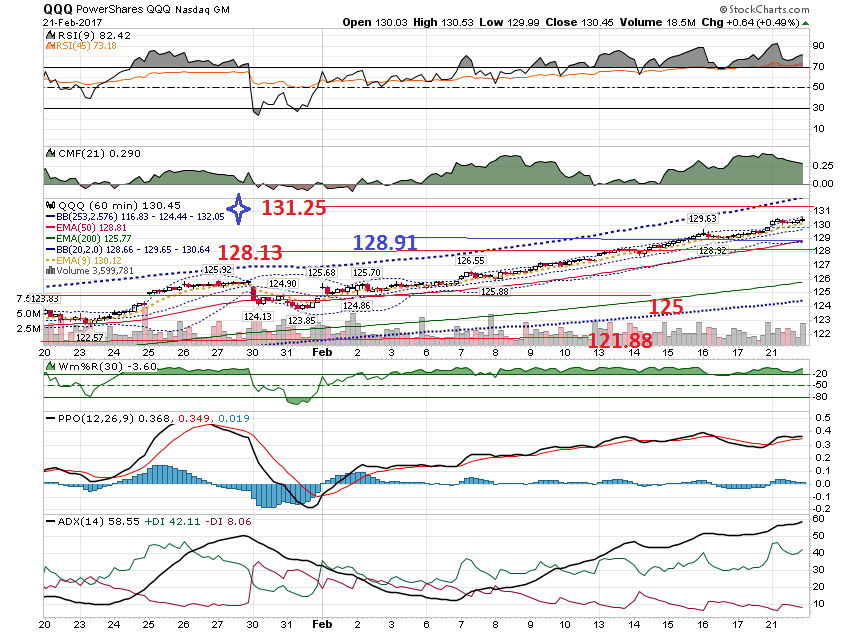 QQQ PowerShares QQQ Nasdaq GM © StockCharts.com
21-Feb-2017 Open 130.03 High 130.53 Low 129.99 Close 130.45 Volume 18.5M Chg +0.64 (+0.49%)
RSI(9) 82.42
RSI(45) 73.18
90
70
50
30
10
CMF(21) 0.290
0.25
0.00
QQQ (60 min) 130.45
BB(253,2.576) 116.83 - 124.44 - 132.05
EMA(50) 128.81
EMA(200) 125.77
BB(20,2.0) 128.66 - 129.65 - 130.64
EMA(9) 130.12
Volume 3,599,781
131.25
128.13
128.91
125
121.88
125.92
124.90
125.68
125.70
126.55
129.63
128.92
125.88
124.86
123.85
124.13
122.57
123.83
7.5
5.0M
2.5M
131
130
129
128
127
126
125
124
123
122
20 23 24 25 26 27 30 31 Feb 2 3 6 7 8 9 10 13 14 15 16 17 21
Wm%R(30) -3.60
-20
-50
-80
PPO(12,26,9) 0.368, 0.349, 0.019
0.5
0.4
0.3
0.2
0.1
0.0
-0.1
-0.2
ADX(14) 58.55 +DI 42.11 -DI 8.06
60
50
40
30
20
10
20 23 24 25 26 27 30 31 Feb 2 3 6 7 8 9 10 13 14 15 16 17 21